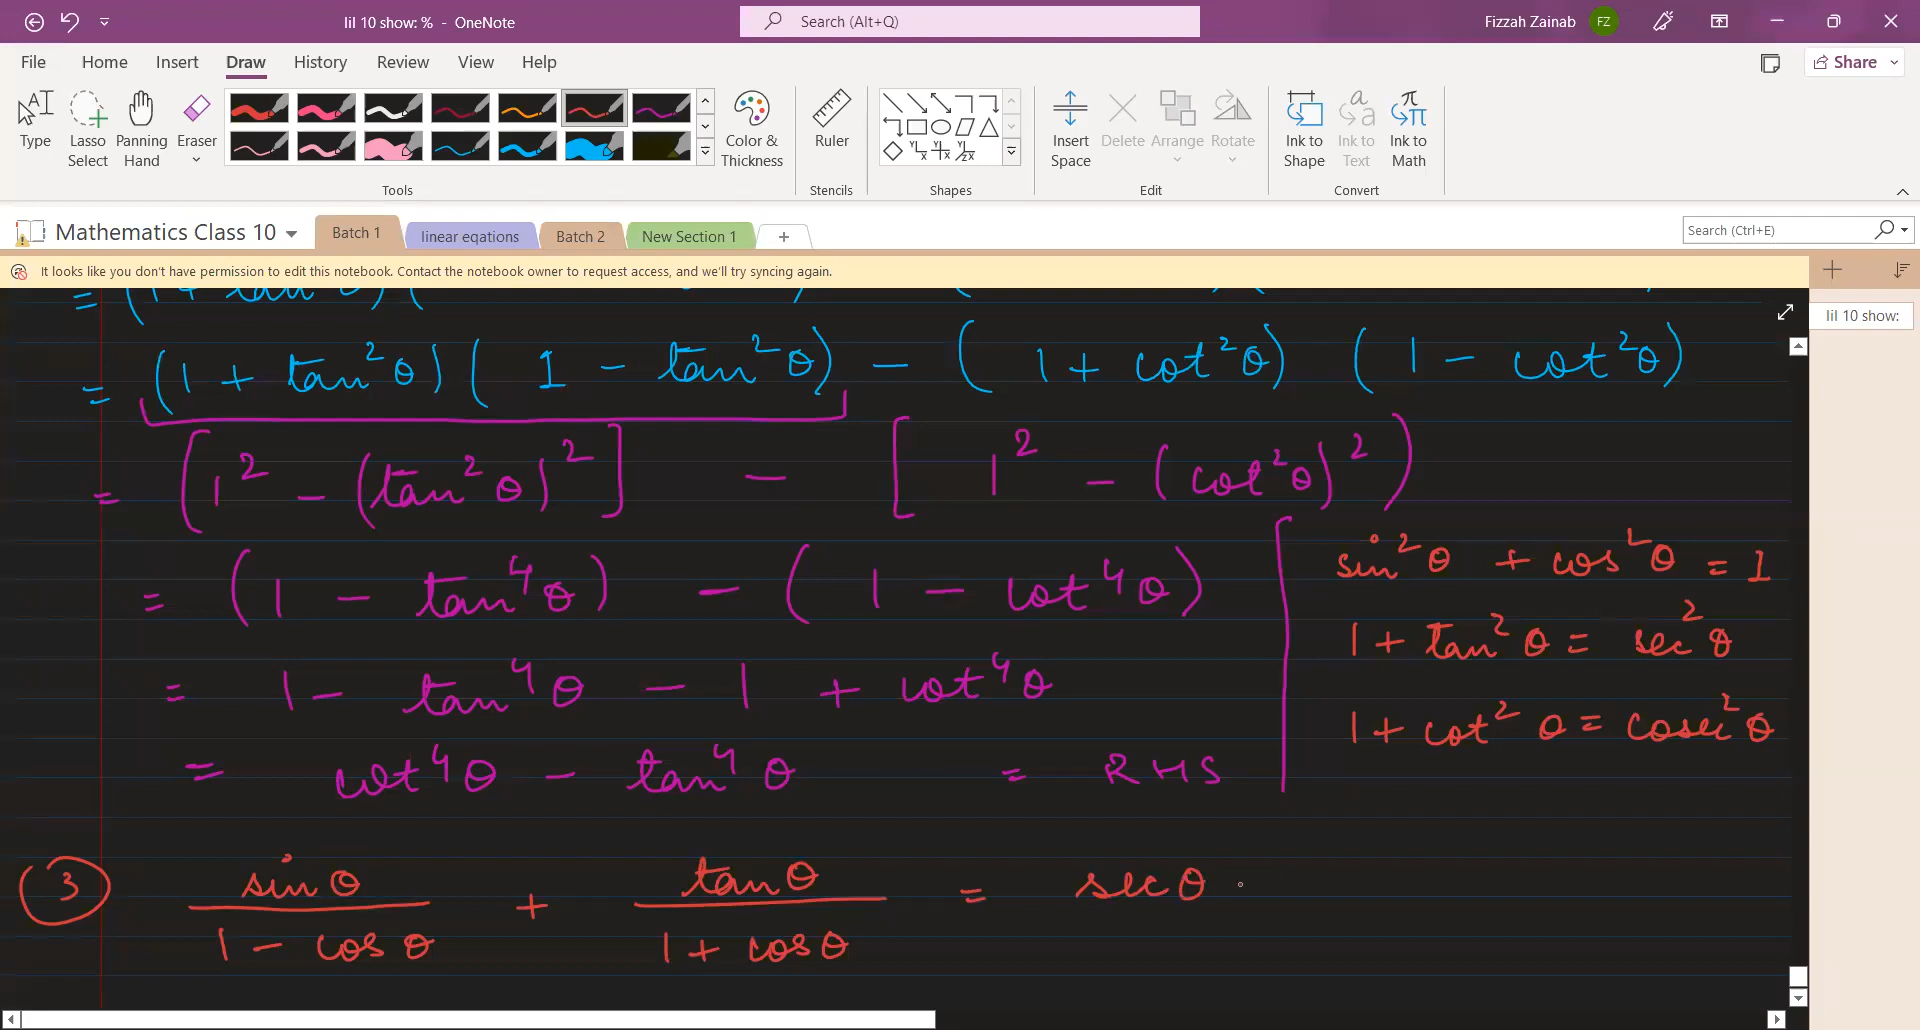 lil 10 show: % - OneNote
Search (Alt+Q)
Fizzah Zainab FZ
File Home Insert Draw History Review View Help
Share
Type
Lasso Select
Panning Hand
Eraser
Color & Thickness
Ruler
Insert Space
Delete
Arrange
Rotate
Ink to Shape
Ink to Text
Ink to Math
Tools
Stencils
Shapes
Edit
Convert
Mathematics Class 10
Batch 1
linear eqations
Batch 2
New Section 1
+
Search (Ctrl+E)
It looks like you don't have permission to edit this notebook. Contact the notebook owner to request access, and we'll try syncing again.
lil 10 show:
= (1 + tan²θ) (1 - tan²θ) - (1 + cot²θ) (1 - cot²θ)
= [1² - (tan²θ)²] - [1² - (cot²θ)²)
= (1 - tan⁴θ) - (1 - cot⁴θ)
= 1 - tan⁴θ - 1 + cot⁴θ
= cot⁴θ - tan⁴θ = RHS
sin²θ + cos²θ = 1
1 + tan²θ = sec²θ
1 + cot²θ = cosec²θ
3 sinθ / 1 - cosθ + tanθ / 1 + cosθ = secθ ·